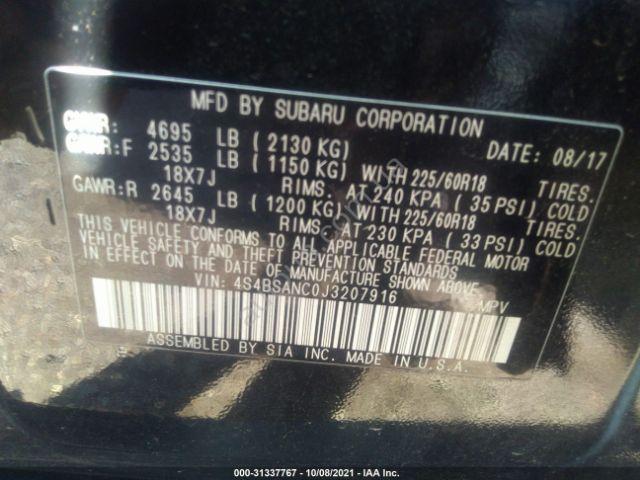 MFD BY SUBARU CORPORATION
GVWR: 4695 LB (2130 KG) DATE: 08/17
GAWR:F 2535 LB (1150 KG) WITH 225/60R18 TIRES.
18X7J RIMS. AT 240 KPA (35 PSI) COLD
GAWR:R 2645 LB (1200 KG) WITH 225/60R18 TIRES.
18X7J RIMS. AT 230 KPA (33 PSI) COLD
THIS VEHICLE CONFORMS TO ALL APPLICABLE FEDERAL MOTOR
VEHICLE SAFETY AND THEFT PREVENTION STANDARDS
IN EFFECT ON THE DATE OF MANUFACTURE SHOWN ABOVE.
VIN: 4S4BSANC0J3207916 MPV
ASSEMBLED BY SIA INC. MADE IN U.S.A.
000-31337767 - 10/08/2021 - IAA Inc.